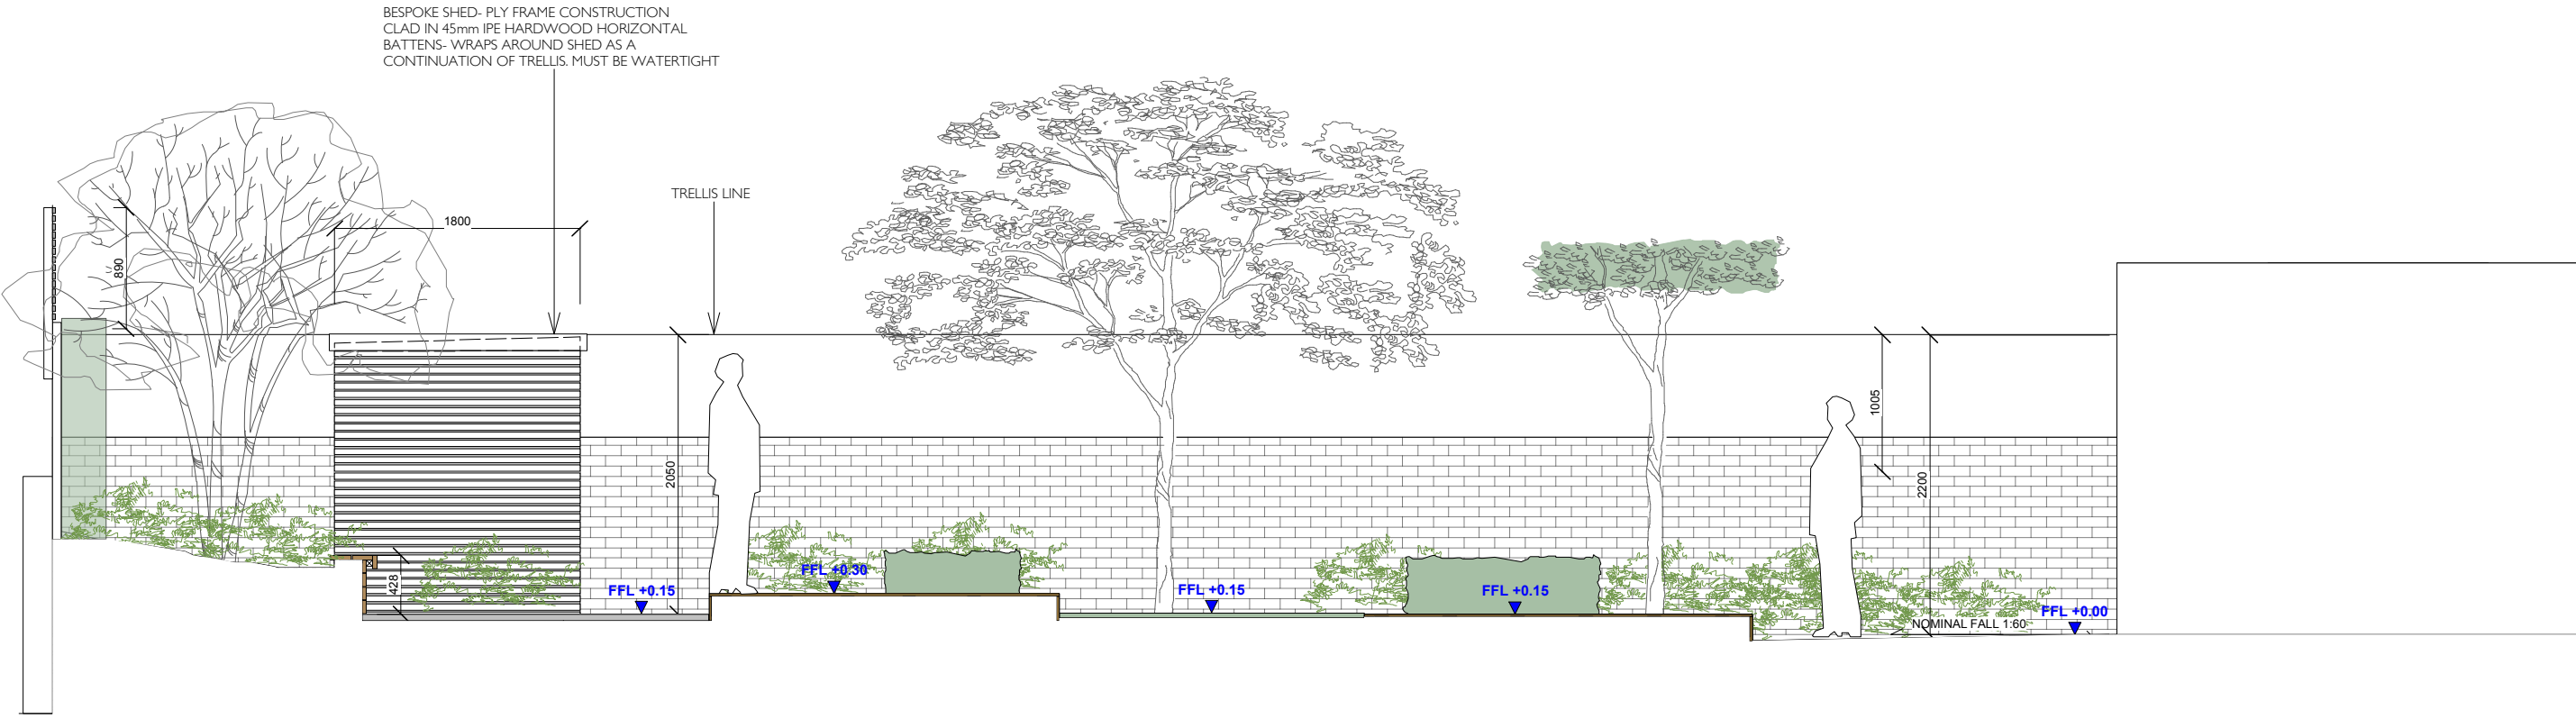 BESPOKE SHED- PLY FRAME CONSTRUCTION
CLAD IN 45mm IPE HARDWOOD HORIZONTAL
BATTENS- WRAPS AROUND SHED AS A
CONTINUATION OF TRELLIS. MUST BE WATERTIGHT
TRELLIS LINE
1800
890
2050
1005
2200
428
FFL +0.15
FFL +0.30
FFL +0.15
FFL +0.15
FFL +0.00
NOMINAL FALL 1:60